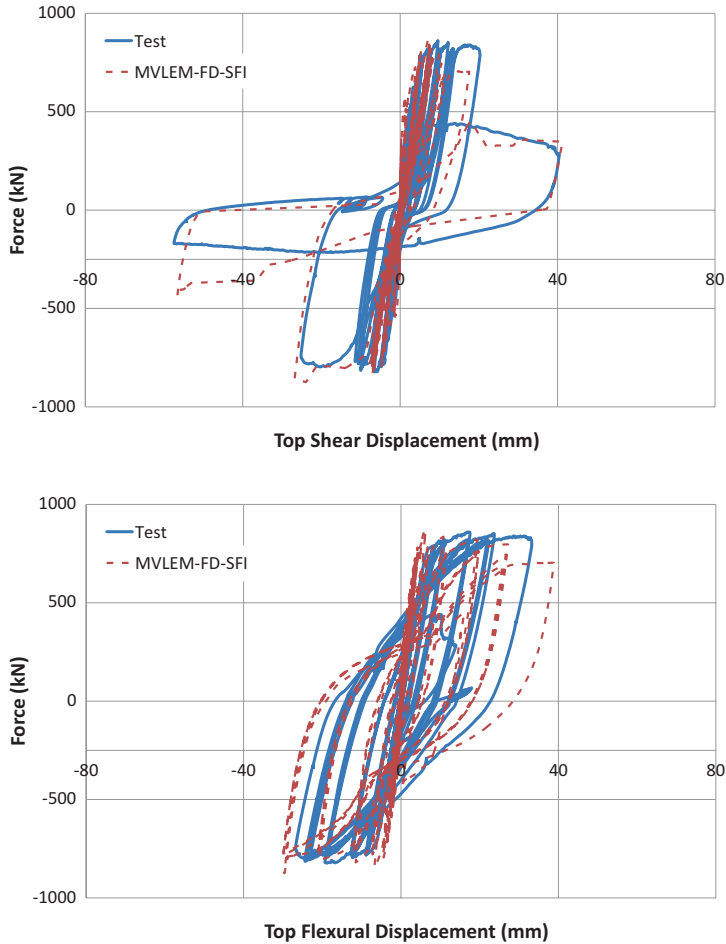 1000
Test
MVLEM-FD-SFI
500
Force (kN)
0
-80
-40
0
40
80
-500
-1000
Top Shear Displacement (mm)
1000
Test
MVLEM-FD-SFI
500
Force (kN)
0
-80
-40
0
40
80
-500
-1000
Top Flexural Displacement (mm)